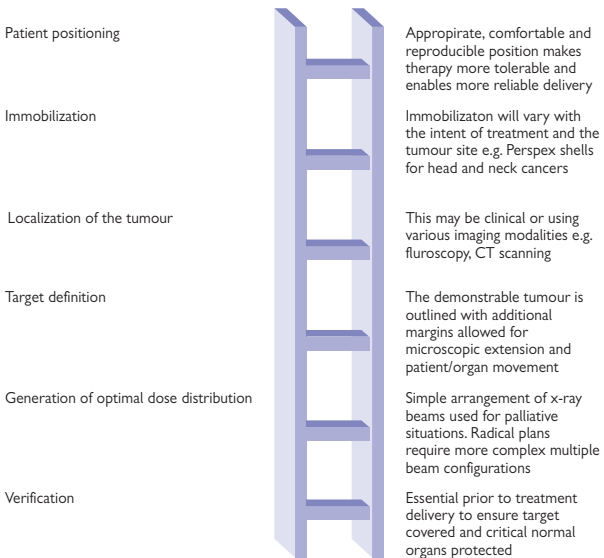 Patient positioning
Appropirate, comfortable and
reproducible position makes
therapy more tolerable and
enables more reliable delivery
Immobilization
Immobilizaton will vary with
the intent of treatment and the
tumour site e.g. Perspex shells
for head and neck cancers
Localization of the tumour
This may be clinical or using
various imaging modalities e.g.
fluroscopy, CT scanning
Target definition
The demonstrable tumour is
outlined with additional
margins allowed for
microscopic extension and
patient/organ movement
Generation of optimal dose distribution
Simple arrangement of x-ray
beams used for palliative
situations. Radical plans
require more complex multiple
beam configurations
Verification
Essential prior to treatment
delivery to ensure target
covered and critical normal
organs protected